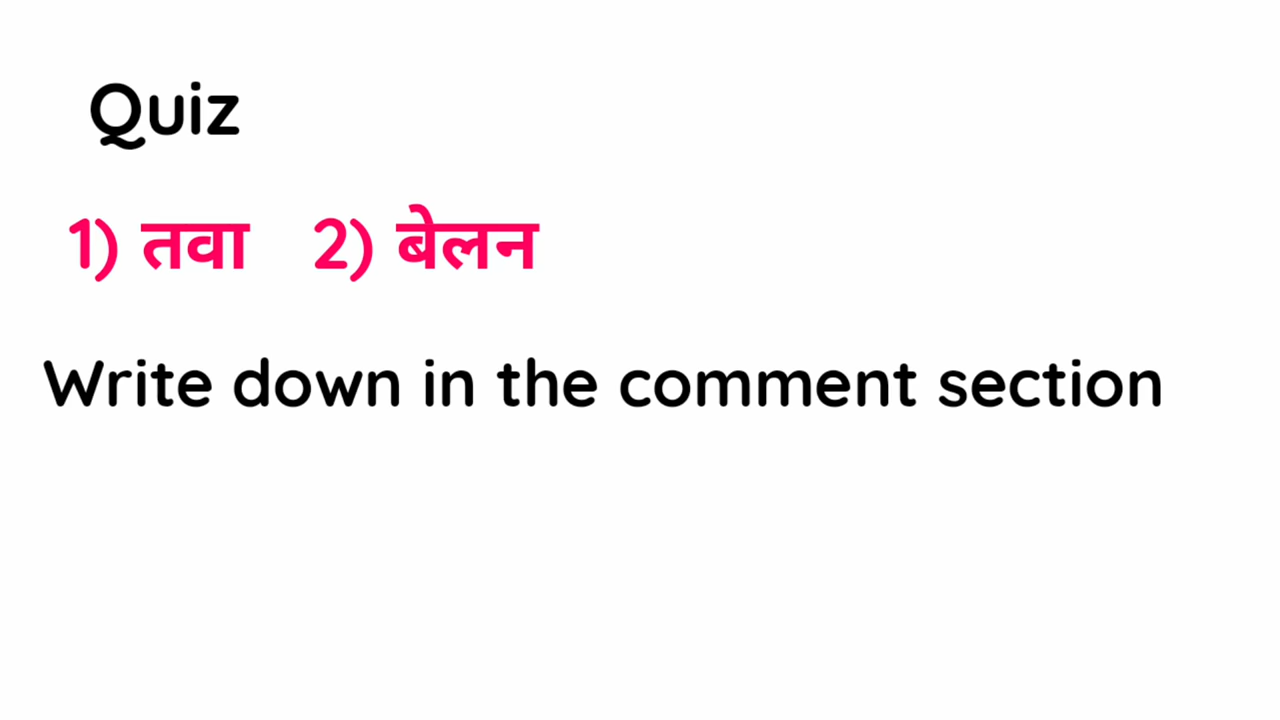 Quiz
1) तवा 2) बेलन
Write down in the comment section